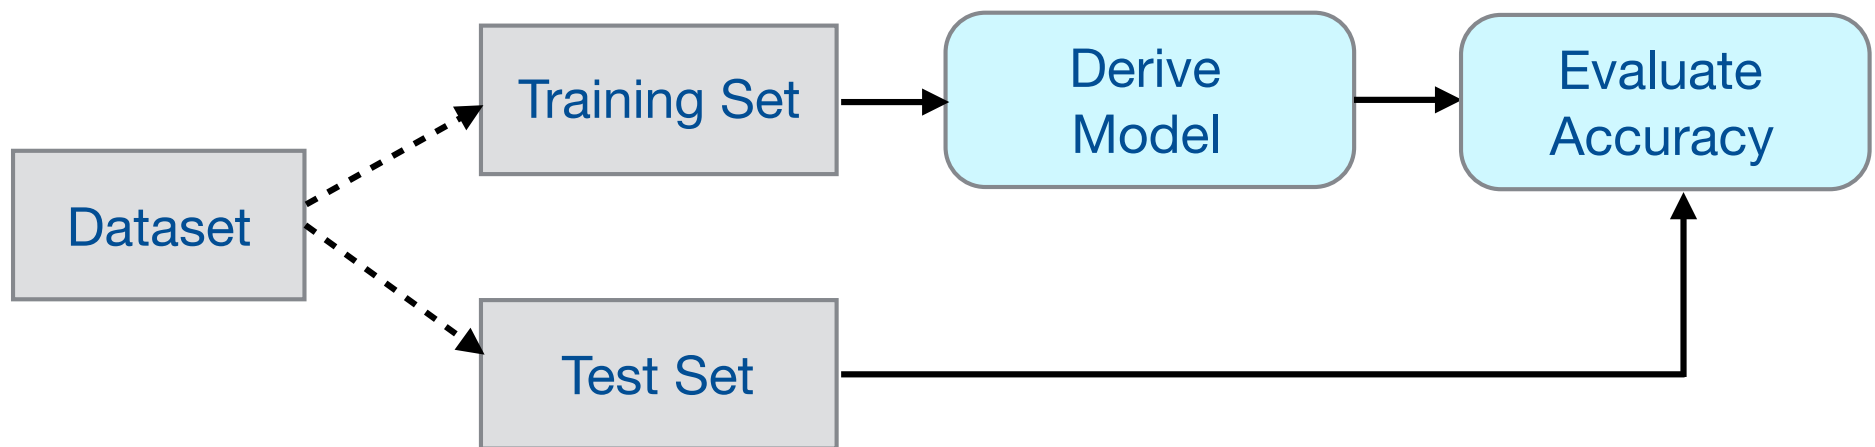 Dataset
Training Set
Test Set
Derive
Model
Evaluate
Accuracy